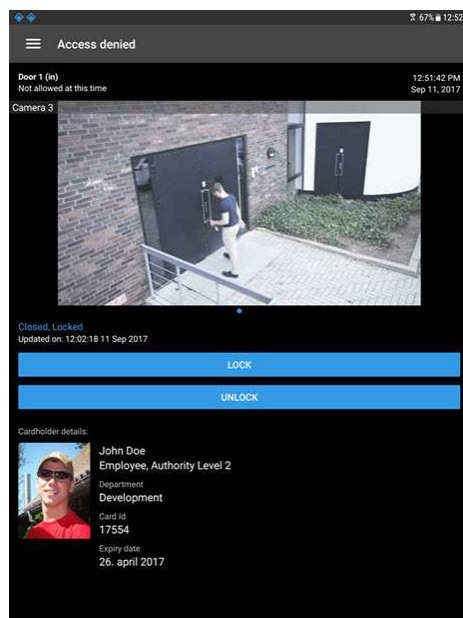 67% 12:52
Access denied
Door 1 (in)
12:51:42 PM
Not allowed at this time
Sep 11, 2017
Camera 3
Closed, Locked
Updated on: 12:02:18 11 Sep 2017
LOCK
UNLOCK
Cardholder details:
John Doe
Employee, Authority Level 2
Department
Development
Card Id
17554
Expiry date
26. april 2017